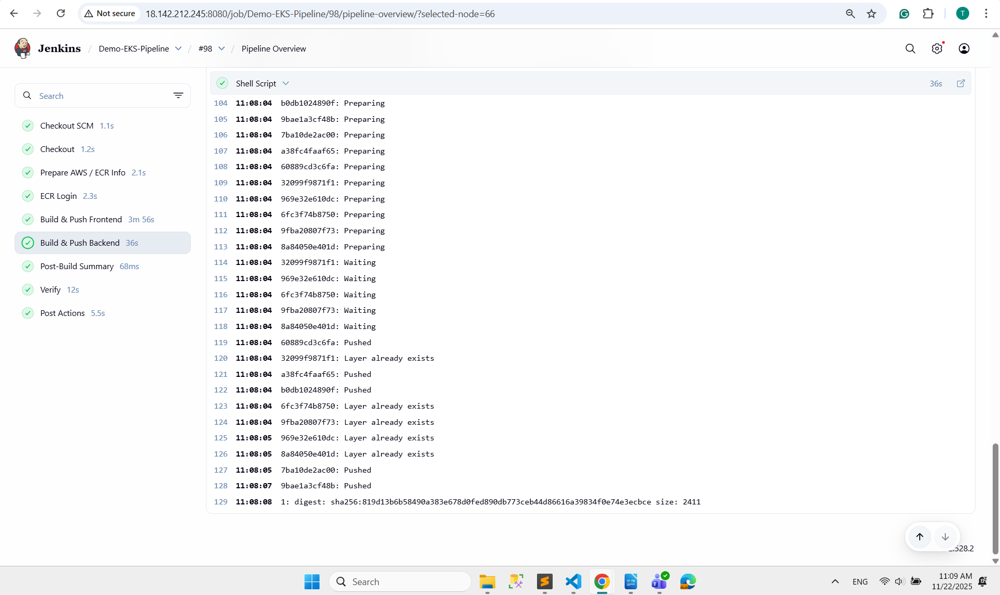 Not secure 18.142.212.245:8080/job/Demo-EKS-Pipeline/98/pipeline-overview/?selected-node=66
T
Jenkins / Demo-EKS-Pipeline / #98 / Pipeline Overview
Search
Checkout SCM 1.1s
Checkout 1.2s
Prepare AWS / ECR Info 2.1s
ECR Login 2.3s
Build & Push Frontend 3m 56s
Build & Push Backend 36s
Post-Build Summary 68ms
Verify 12s
Post Actions 5.5s
Shell Script 36s
104 11:08:04 b0db1024890f: Preparing
105 11:08:04 9bae1a3cf48b: Preparing
106 11:08:04 7ba10de2ac00: Preparing
107 11:08:04 a38fc4faaf65: Preparing
108 11:08:04 60889cd3c6fa: Preparing
109 11:08:04 32099f9871f1: Preparing
110 11:08:04 969e32e610dc: Preparing
111 11:08:04 6fc3f74b8750: Preparing
112 11:08:04 9fba20807f73: Preparing
113 11:08:04 8a84050e401d: Preparing
114 11:08:04 32099f9871f1: Waiting
115 11:08:04 969e32e610dc: Waiting
116 11:08:04 6fc3f74b8750: Waiting
117 11:08:04 9fba20807f73: Waiting
118 11:08:04 8a84050e401d: Waiting
119 11:08:04 60889cd3c6fa: Pushed
120 11:08:04 32099f9871f1: Layer already exists
121 11:08:04 a38fc4faaf65: Pushed
122 11:08:04 b0db1024890f: Pushed
123 11:08:04 6fc3f74b8750: Layer already exists
124 11:08:04 9fba20807f73: Layer already exists
125 11:08:05 969e32e610dc: Layer already exists
126 11:08:05 8a84050e401d: Layer already exists
127 11:08:05 7ba10de2ac00: Pushed
128 11:08:07 9bae1a3cf48b: Pushed
129 11:08:08 1: digest: sha256:819d13b6b58490a383e678d0fed890db773ceb44d86616a39834f0e74e3ecbce size: 2411
.528.2
Search
ENG
11:09 AM
11/22/2025